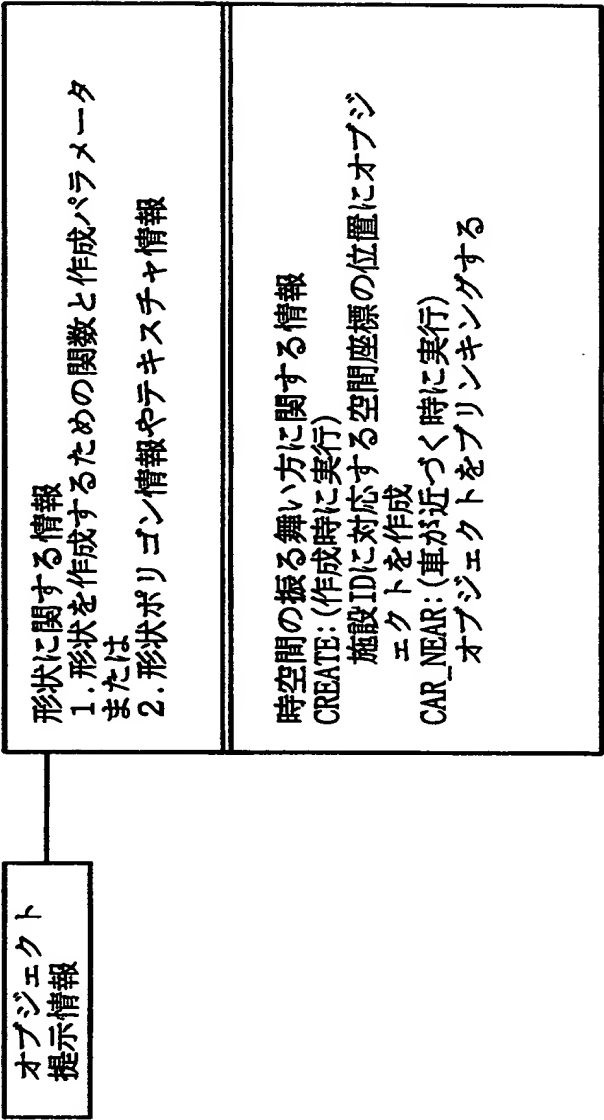 オブジェクト
提示情報
形状に関する情報
1.形状を作成するための関数と作成パラメータ
または
2.形状ポリゴン情報やテキスチャ情報
時空間の振る舞い方に関する情報
CREATE:(作成時に実行)
施設IDに対応する空間座標の位置にオブジ
ェクトを作成
CAR_NEAR:(車が近づく時に実行)
オブジェクトをブリンキングする